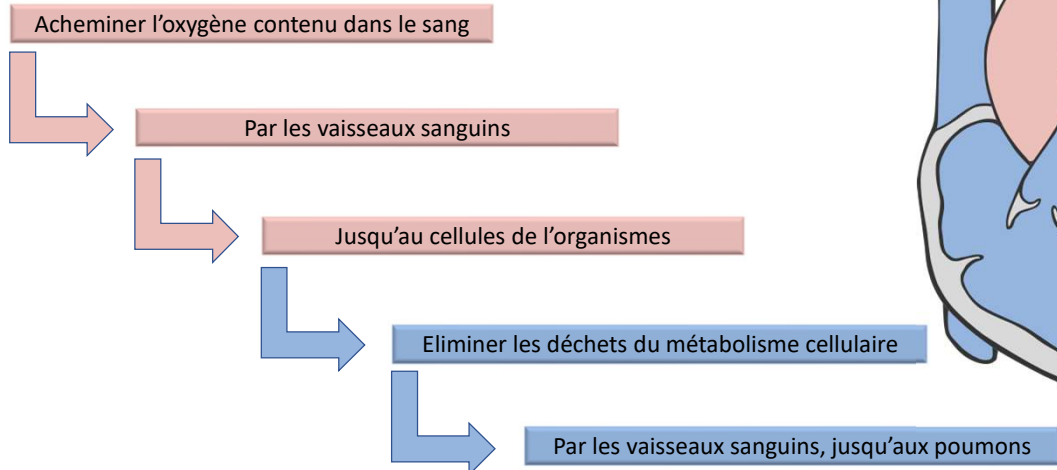 Acheminer l’oxygène contenu dans le sang
Par les vaisseaux sanguins
Jusqu’au cellules de l’organismes
Eliminer les déchets du métabolisme cellulaire
Par les vaisseaux sanguins, jusqu’aux poumons